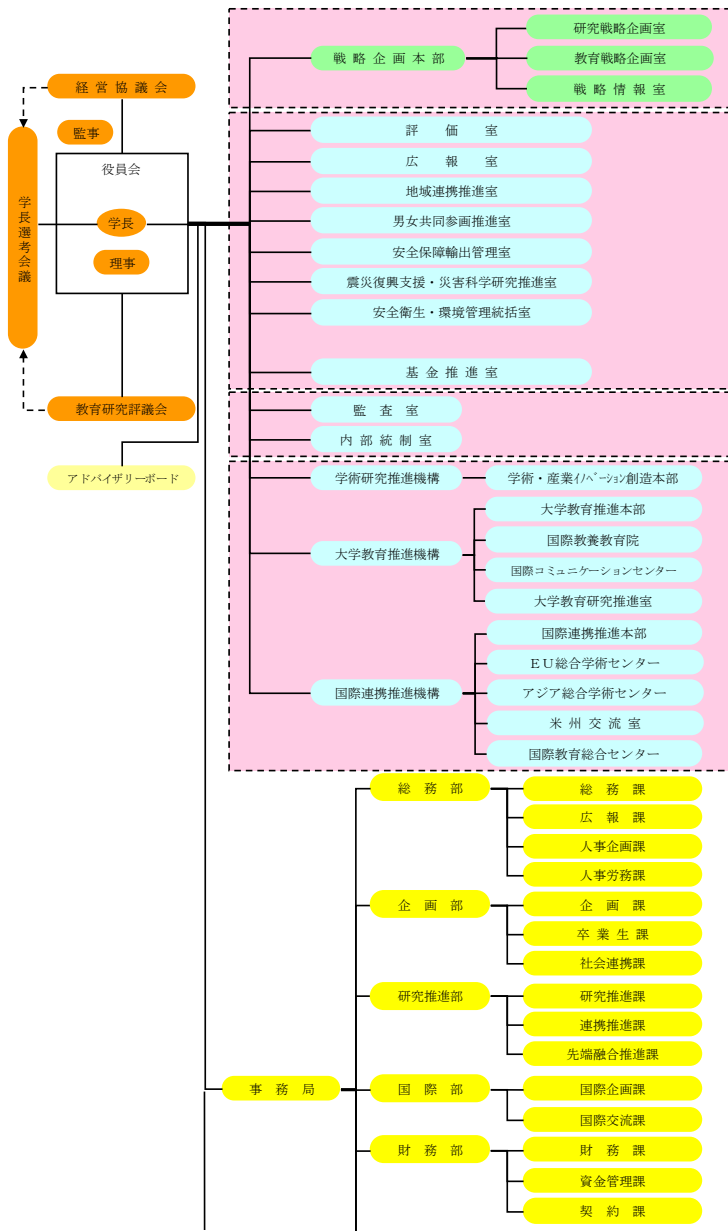 研究戦略企画室
戦略企画本部
教育戦略企画室
戦略情報室
経営協議会
監事
役員会
学長選考会議
学長
理事
教育研究評議会
アドバイザリーボード
評価室
広報室
地域連携推進室
男女共同参画推進室
安全保障輸出管理室
震災復興支援・災害科学研究推進室
安全衛生・環境管理統括室
基金推進室
監査室
内部統制室
学術研究推進機構
学術・産業イノベーション創造本部
大学教育推進機構
大学教育推進本部
国際教養教育院
国際コミュニケーションセンター
大学教育研究推進室
国際連携推進機構
国際連携推進本部
EU総合学術センター
アジア総合学術センター
米州交流室
国際教育総合センター
事務局
総務部
総務課
広報課
人事企画課
人事労務課
企画部
企画課
卒業生課
社会連携課
研究推進部
研究推進課
連携推進課
先端融合推進課
国際部
国際企画課
国際交流課
財務部
財務課
資金管理課
契約課